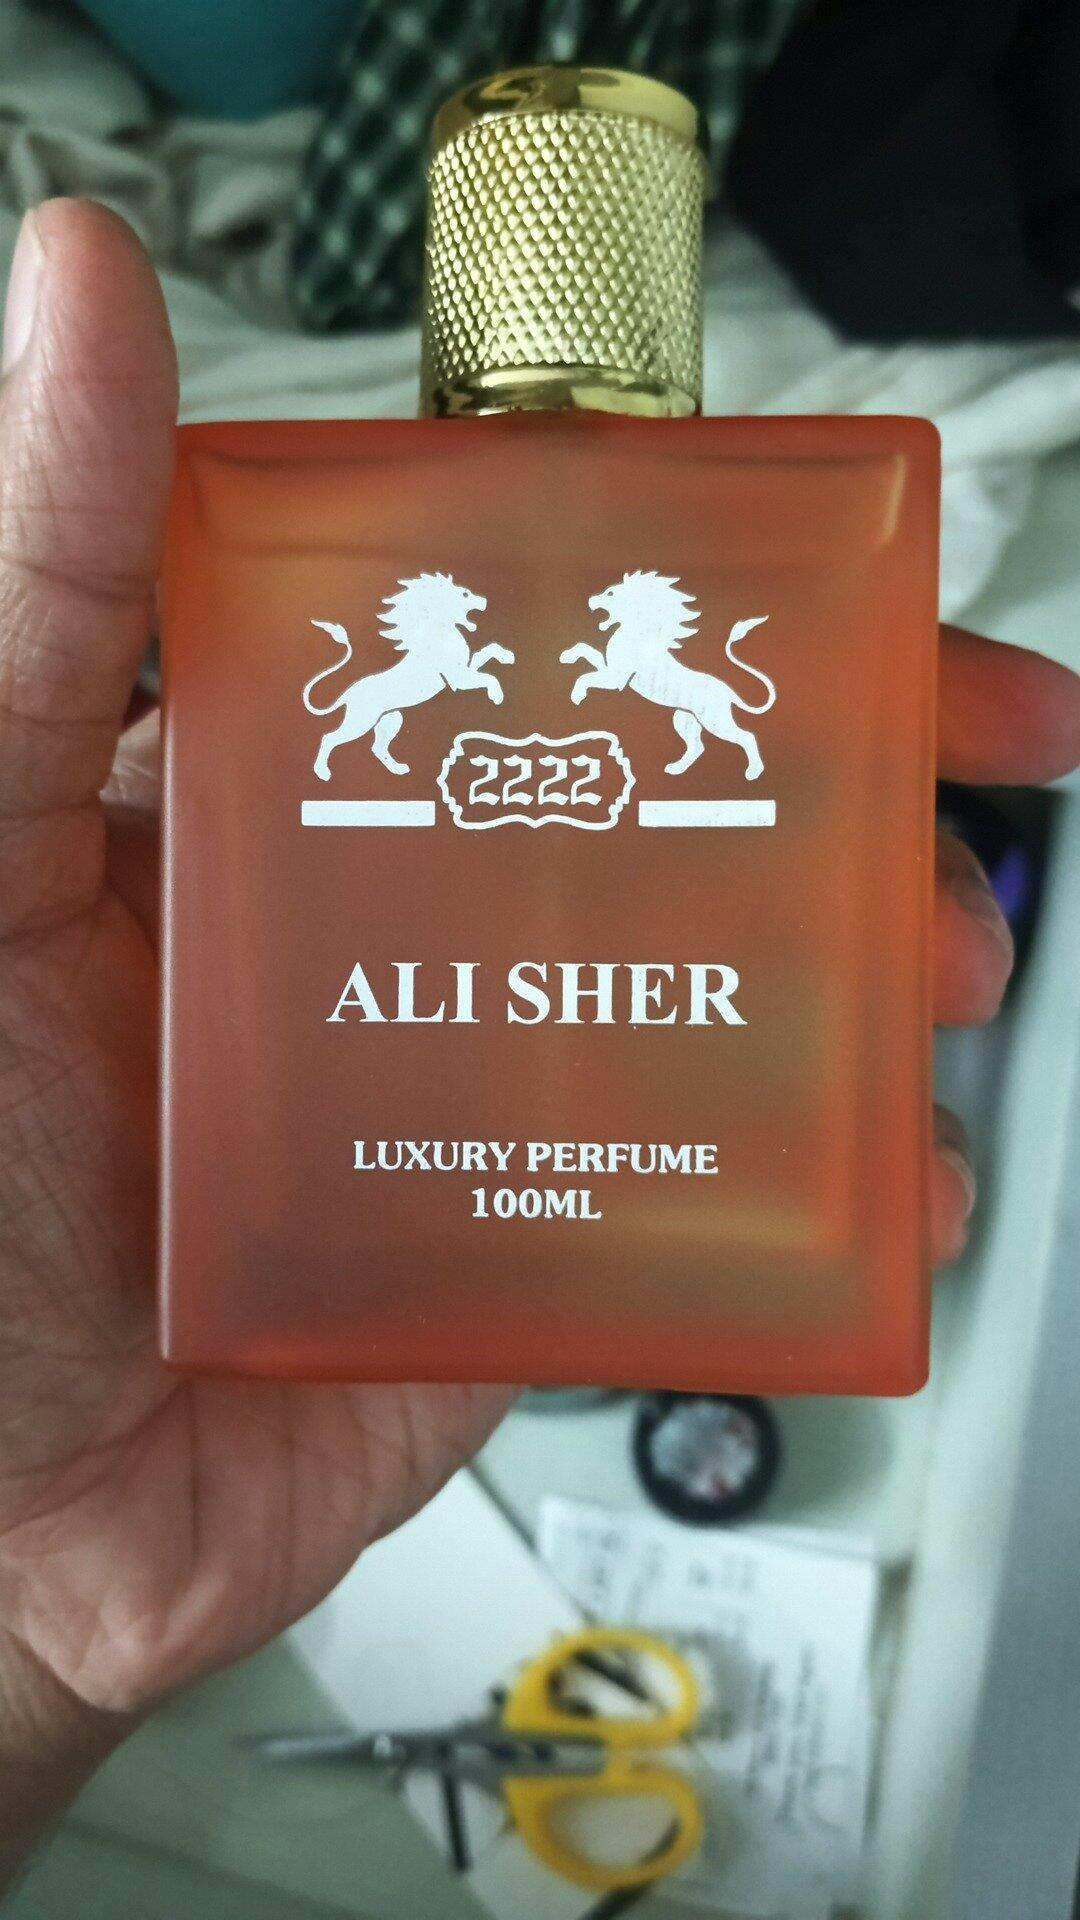 2222
ALI SHER
LUXURY PERFUME
100ML